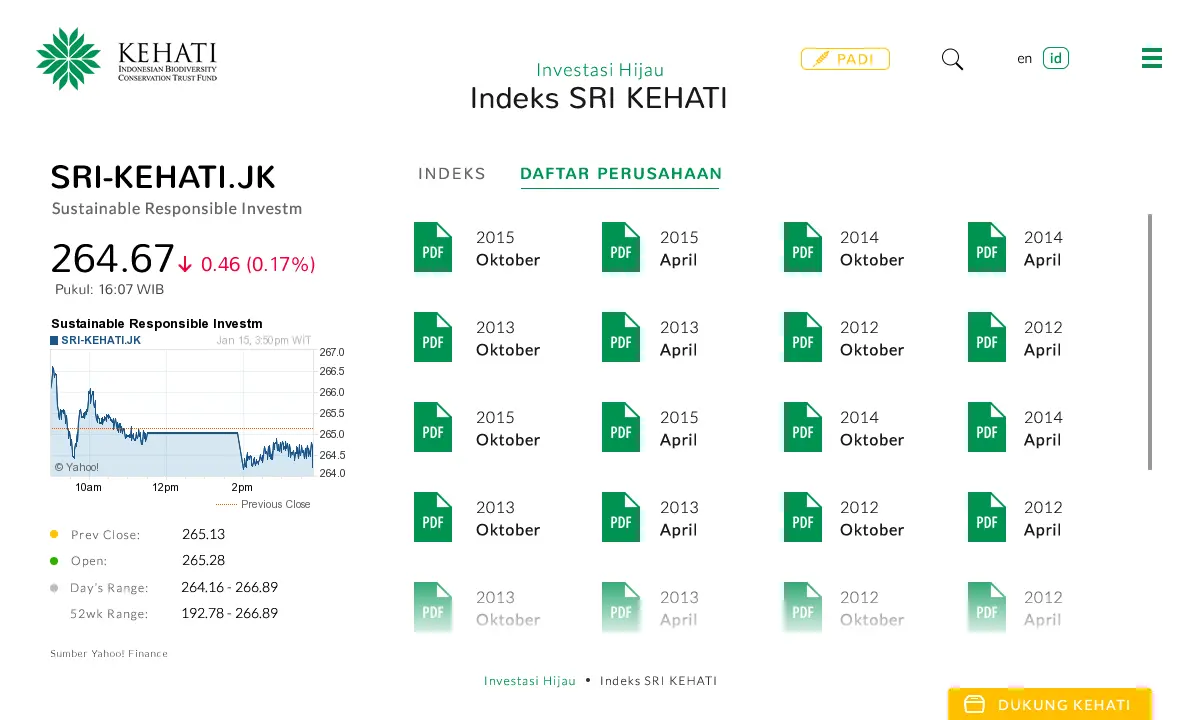 KEHATI
INDONESIAN BIODIVERSITY
CONSERVATION TRUST FUND
Investasi Hijau
Indeks SRI KEHATI
PADI
en id
SRI-KEHATI.JK
Sustainable Responsible Investm
264.67 ↓ 0.46 (0.17%)
Pukul: 16:07 WIB
Sustainable Responsible Investm
SRI-KEHATI.JK Jan 15, 3:50pm WIT
267.0
266.5
266.0
265.5
265.0
264.5
264.0
© Yahoo!
10am 12pm 2pm
Previous Close
Prev Close: 265.13
Open: 265.28
Day's Range: 264.16 - 266.89
52wk Range: 192.78 - 266.89
Sumber Yahoo! Finance
INDEKS DAFTAR PERUSAHAAN
PDF 2015 Oktober
PDF 2015 April
PDF 2014 Oktober
PDF 2014 April
PDF 2013 Oktober
PDF 2013 April
PDF 2012 Oktober
PDF 2012 April
PDF 2015 Oktober
PDF 2015 April
PDF 2014 Oktober
PDF 2014 April
PDF 2013 Oktober
PDF 2013 April
PDF 2012 Oktober
PDF 2012 April
PDF 2013 Oktober
PDF 2013 April
PDF 2012 Oktober
PDF 2012 April
Investasi Hijau • Indeks SRI KEHATI
DUKUNG KEHATI